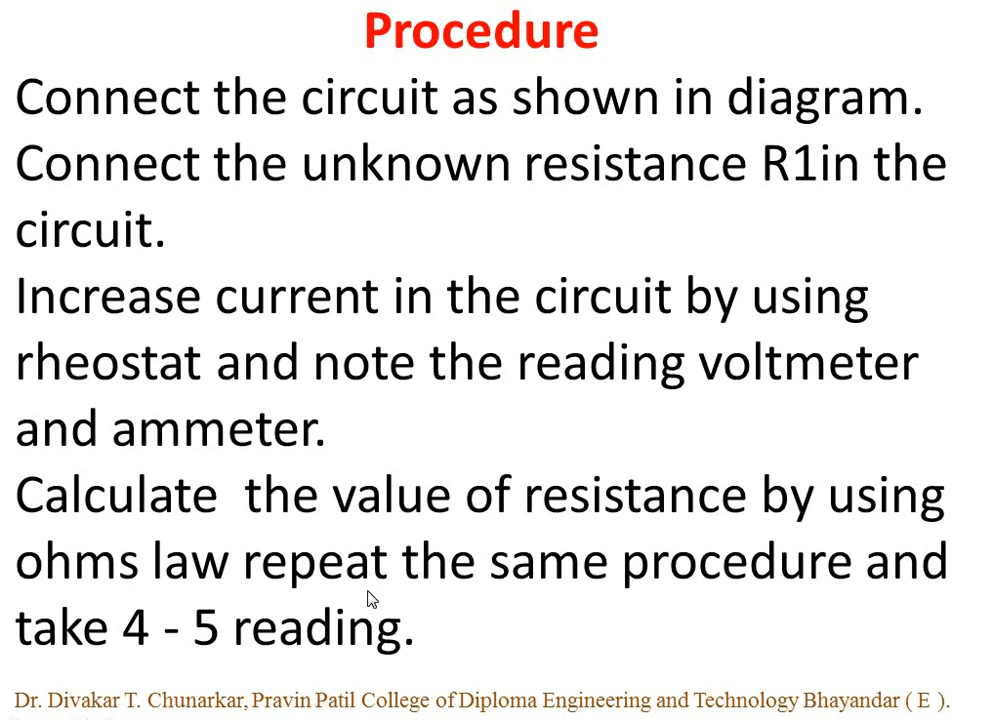 Procedure
Connect the circuit as shown in diagram.
Connect the unknown resistance R1in the
circuit.
Increase current in the circuit by using
rheostat and note the reading voltmeter
and ammeter.
Calculate  the value of resistance by using
ohms law repeat the same procedure and
take 4 - 5 reading.
Dr. Divakar T. Chunarkar, Pravin Patil College of Diploma Engineering and Technology Bhayandar ( E ).